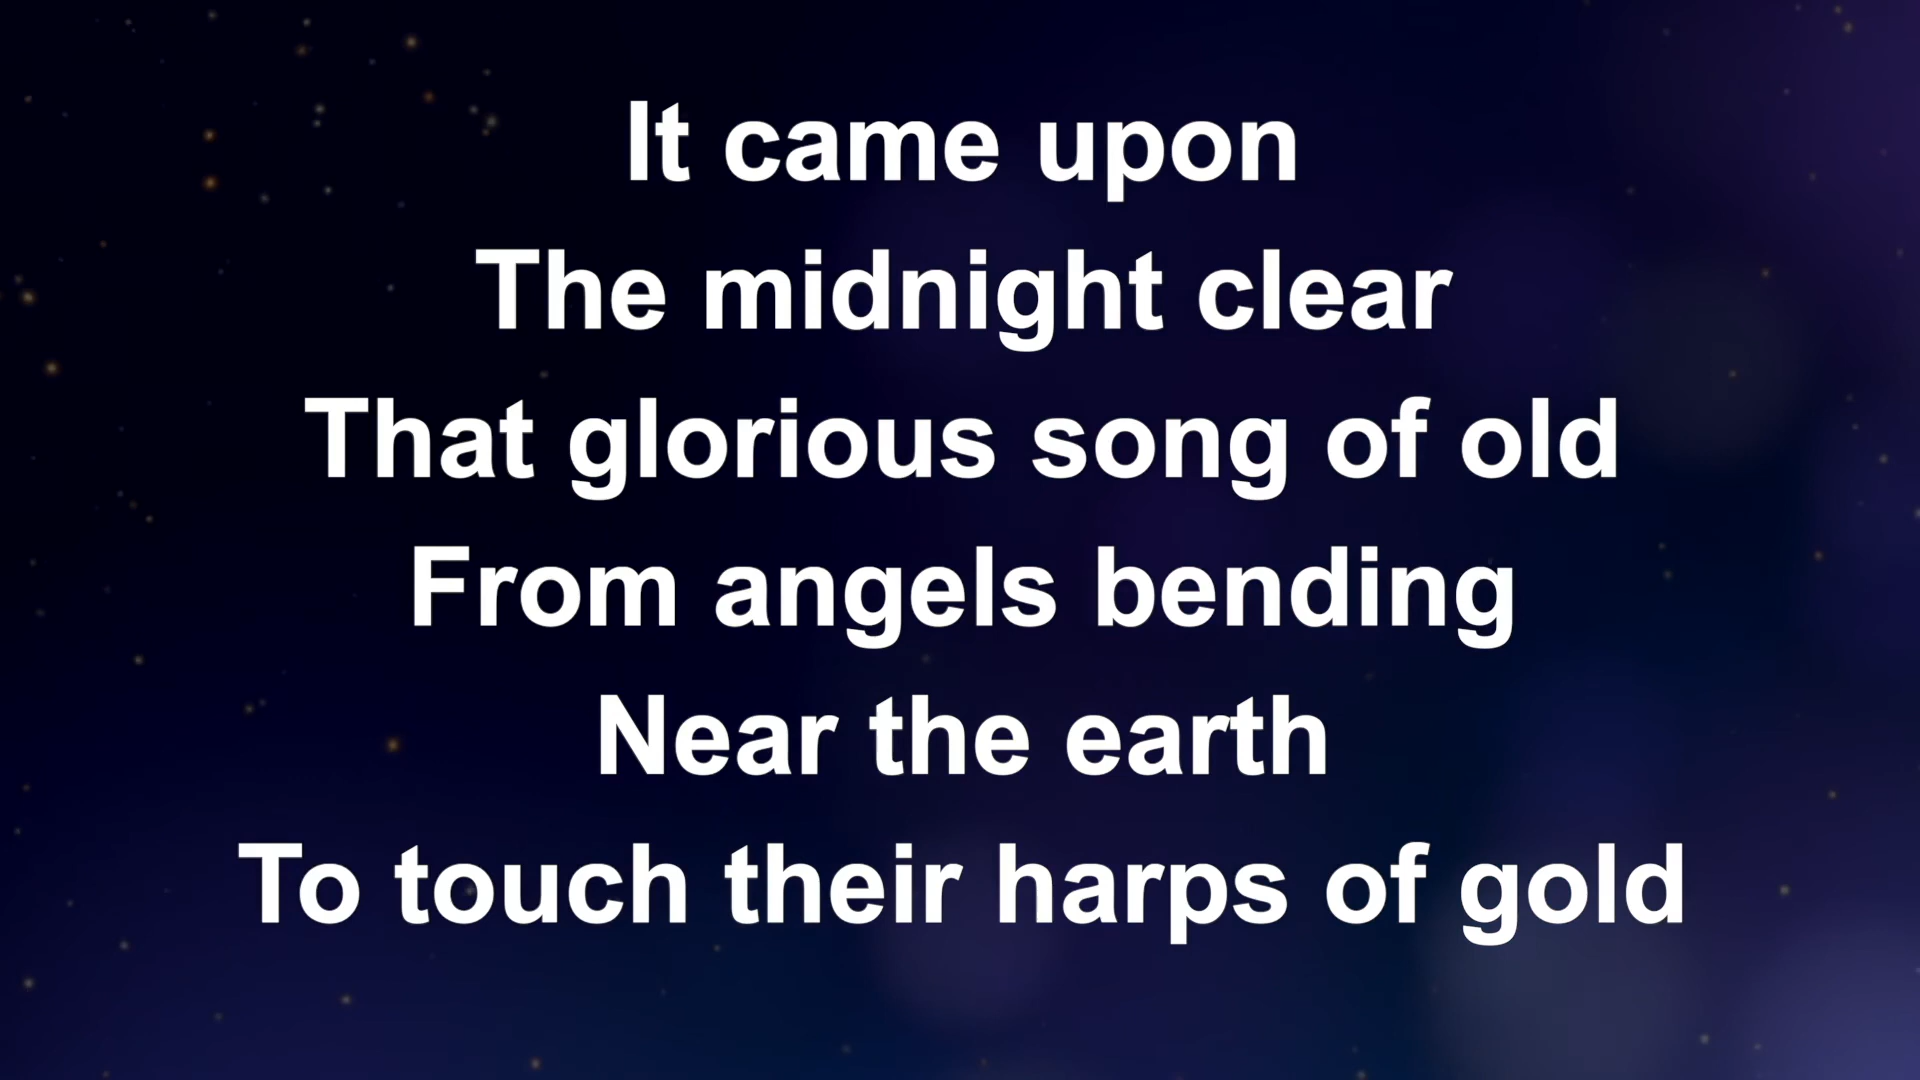 It came upon
The midnight clear
That glorious song of old
From angels bending
Near the earth
To touch their harps of gold